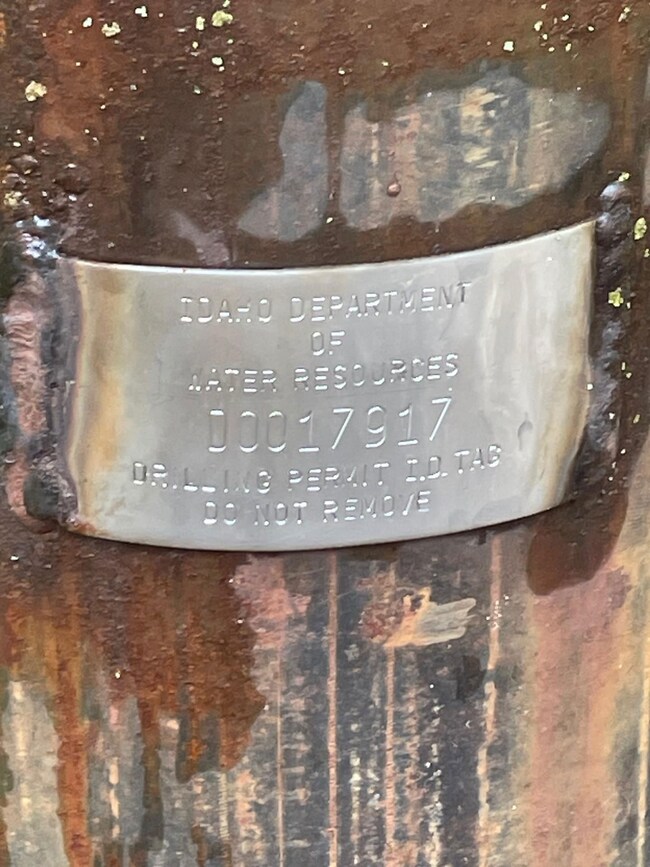 IDAHO DEPARTMENT
OF
WATER RESOURCES
D0017917
DRILLING PERMIT I.D. TAG
DO NOT REMOVE